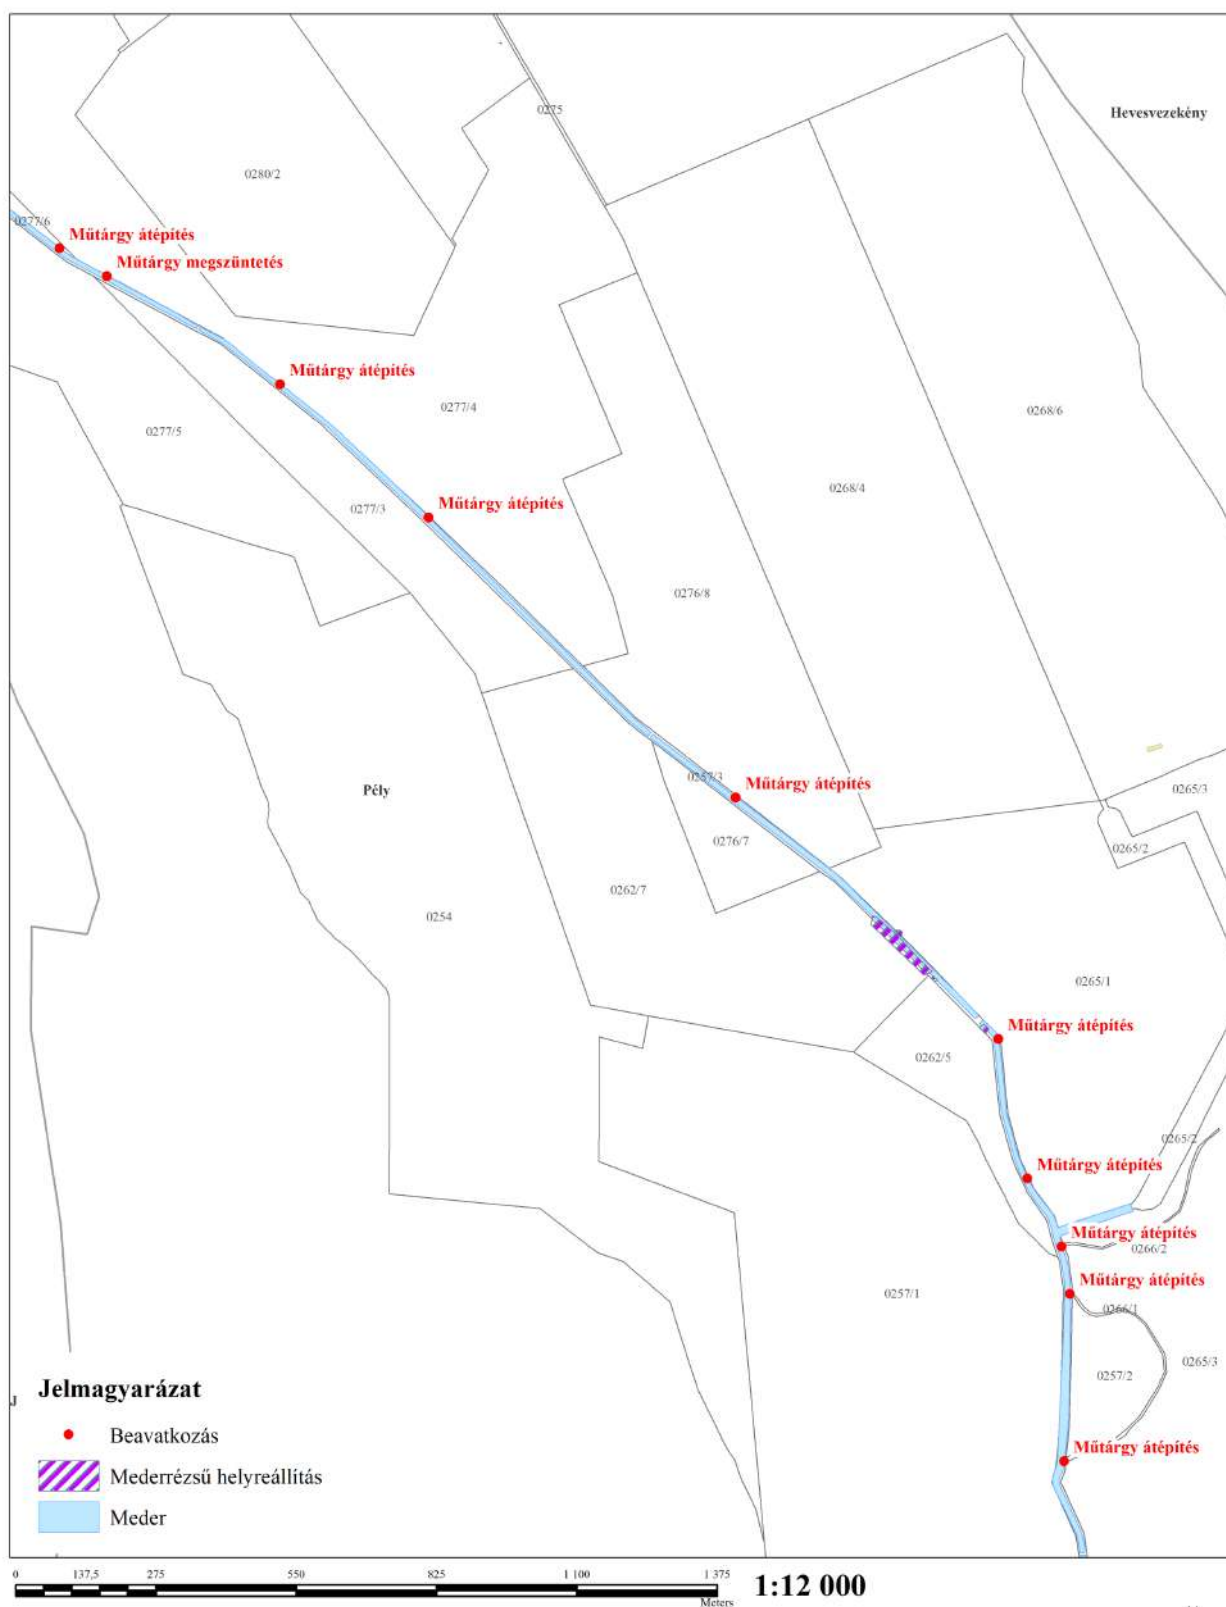 0275
Hevesvezekény
0280/2
0277/6
Műtárgy átépítés
Műtárgy megszüntetés
Műtárgy átépítés
0277/4
0268/6
0277/5
0268/4
0277/3
Műtárgy átépítés
0276/8
0257/3
Műtárgy átépítés
Pély
0265/3
0276/7
0265/2
0262/7
0254
0265/1
Műtárgy átépítés
0262/5
0265/2
Műtárgy átépítés
Műtárgy átépítés
0266/2
Műtárgy átépítés
0257/1
0266/1
0265/3
0257/2
Jelmagyarázat
J
Beavatkozás
Műtárgy átépítés
Mederrézsű helyreállítás
Meder
0 137,5 275 550 825 1 100 1 375
Meters
1:12 000